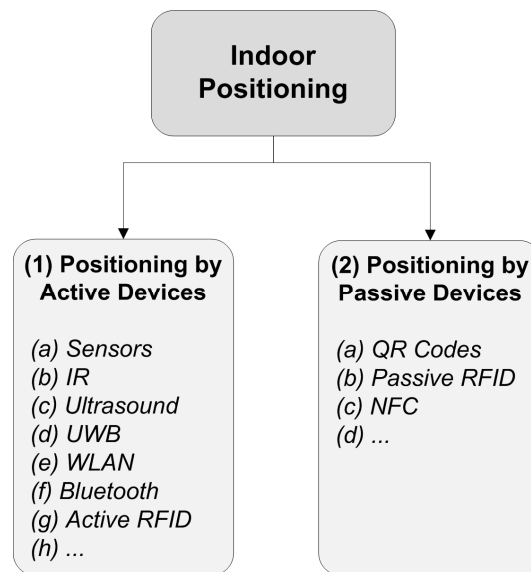 Indoor
Positioning
(1) Positioning by
Active Devices
(a) Sensors
(b) IR
(c) Ultrasound
(d) UWB
(e) WLAN
(f) Bluetooth
(g) Active RFID
(h) ...
(2) Positioning by
Passive Devices
(a) QR Codes
(b) Passive RFID
(c) NFC
(d) ...